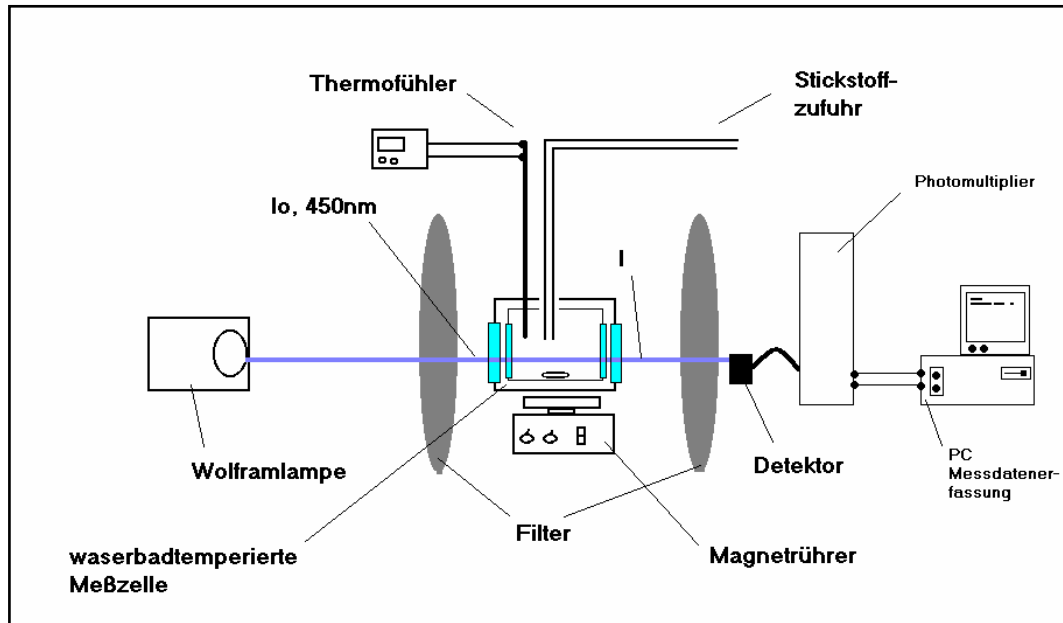 Thermofühler
Stickstoff-
zufuhr
Photomultiplier
Io, 450nm
I
Wolframlampe
Detektor
PC
Messdatener-
fassung
Filter
Magnetrührer
waserbadtemperierte
Meßzelle